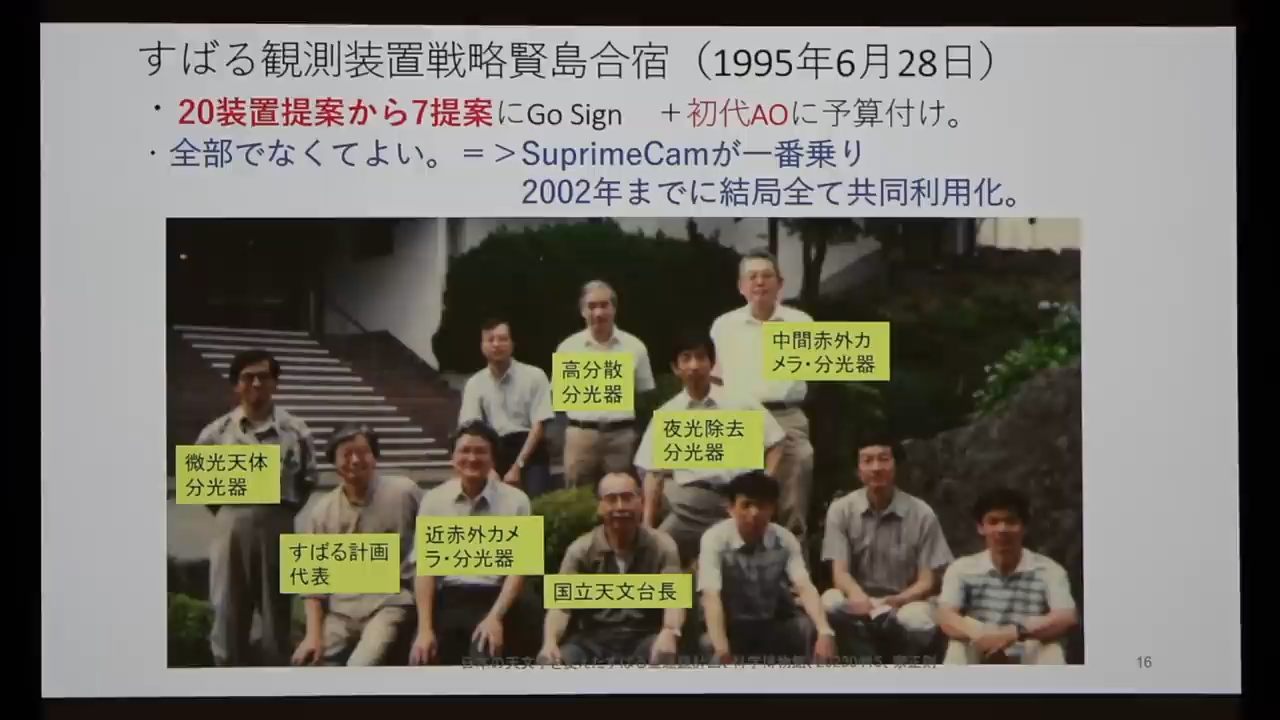 すばる観測装置戦略賢島合宿（1995年6月28日）
・20装置提案から7提案にGo Sign ＋初代AOに予算付け。
・全部でなくてよい。＝＞SuprimeCamが一番乗り
2002年までに結局全て共同利用化。
中間赤外カ
メラ・分光器
高分散
分光器
夜光除去
分光器
微光天体
分光器
近赤外カメ
ラ・分光器
すばる計画
代表
国立天文台長
16